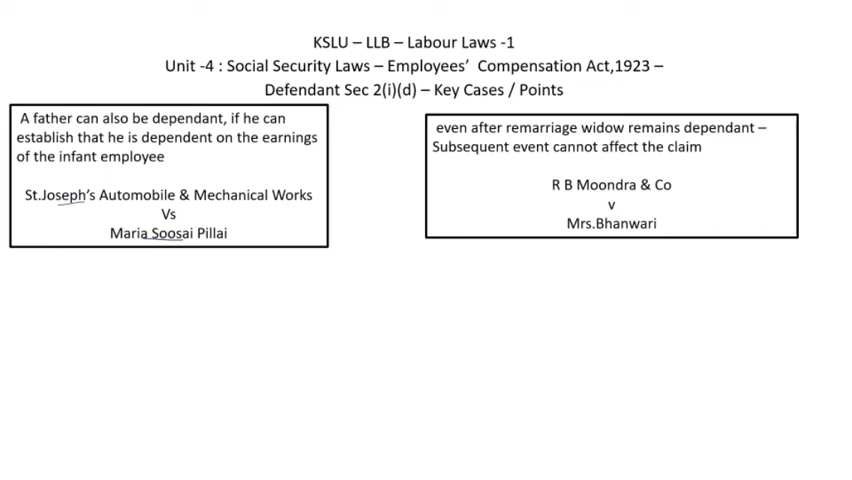 KSLU – LLB – Labour Laws -1
Unit -4 : Social Security Laws – Employees’ Compensation Act,1923 –
Defendant Sec 2(i)(d) – Key Cases / Points
A father can also be dependant, if he can
establish that he is dependent on the earnings
of the infant employee
St.Joseph’s Automobile & Mechanical Works
Vs
Maria Soosai Pillai
even after remarriage widow remains dependant –
Subsequent event cannot affect the claim
R B Moondra & Co
v
Mrs.Bhanwari